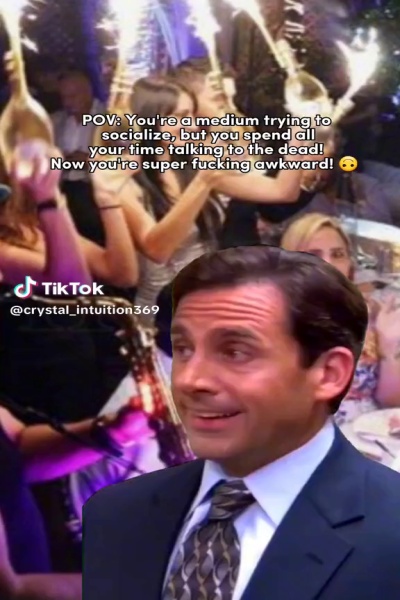 POV: You're a medium trying to
socialize, but you spend all
your time talking to the dead!
Now you're super fucking awkward! 🙃
TikTok
@crystal_intuition369